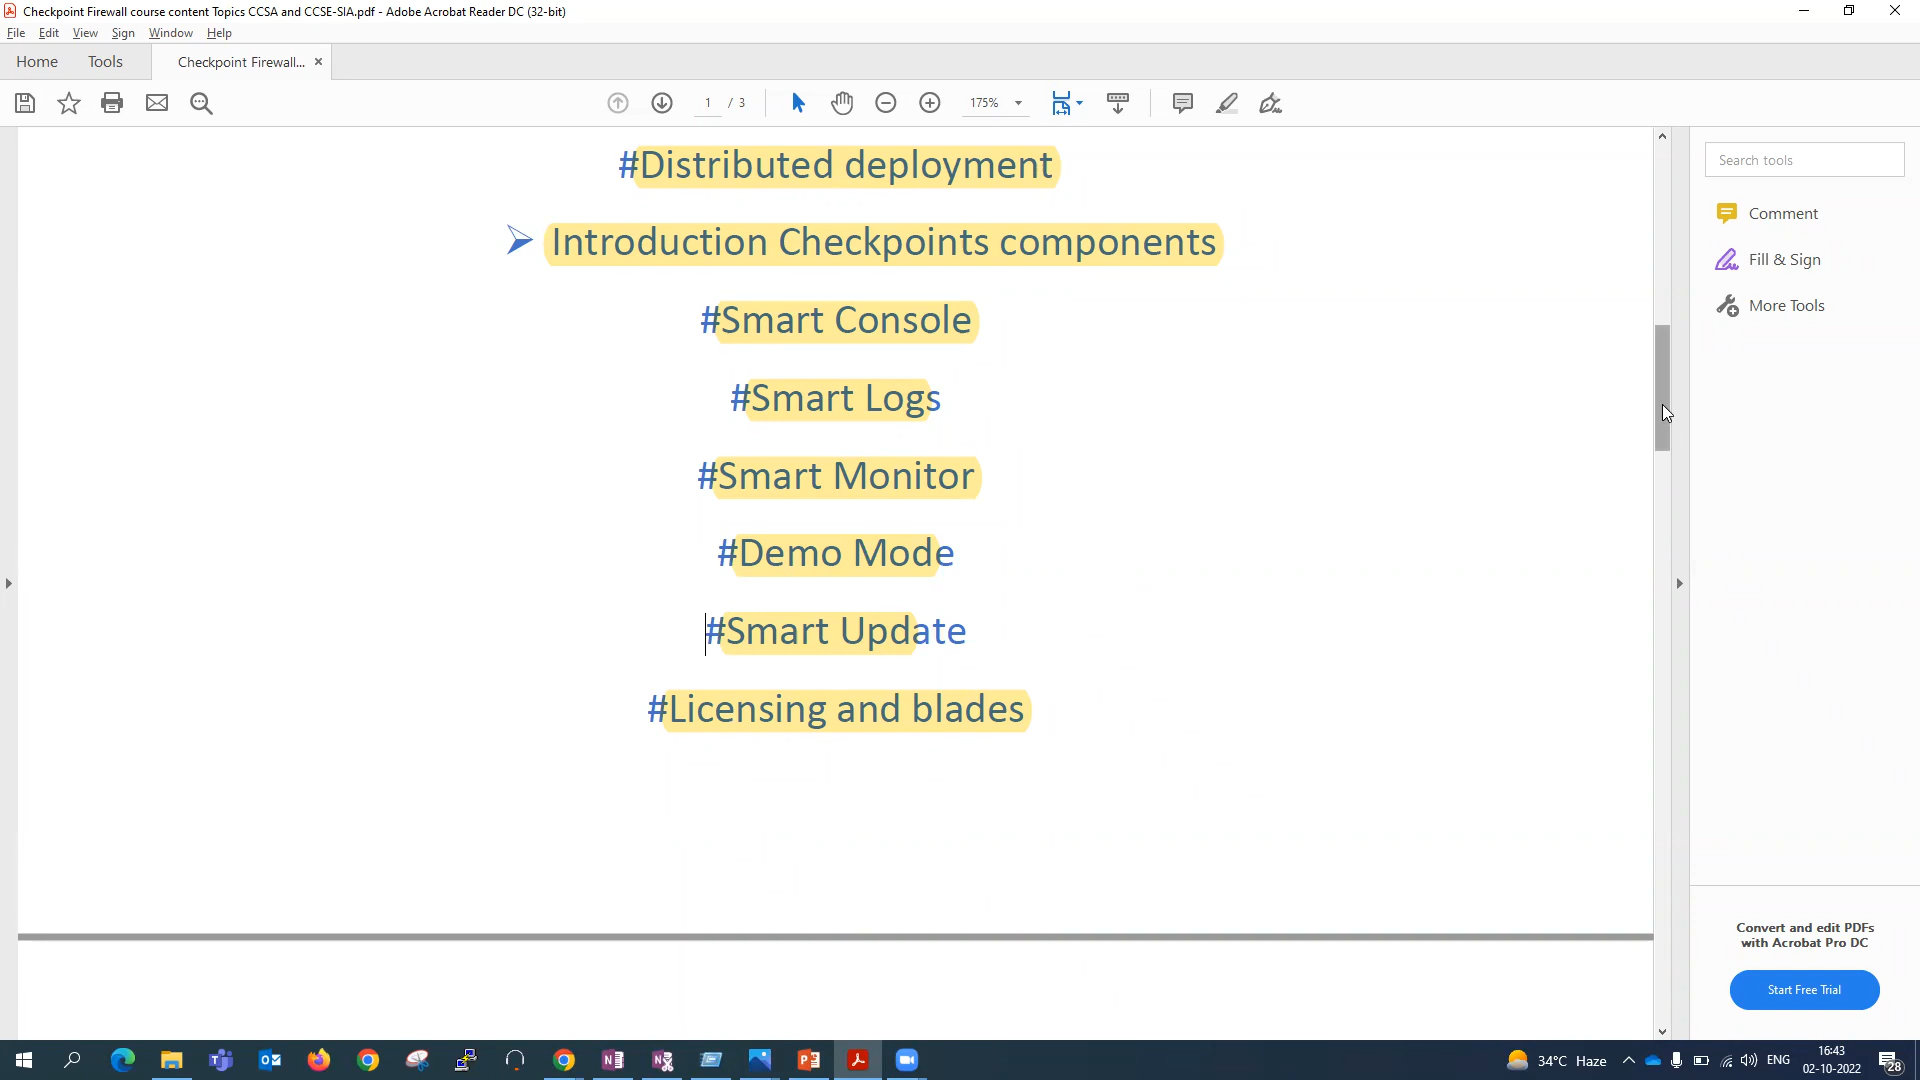 Checkpoint Firewall course content Topics CCSA and CCSE-SIA.pdf - Adobe Acrobat Reader DC (32-bit)
File Edit View Sign Window Help
Home Tools Checkpoint Firewall... ×
1 / 3 175%
#Distributed deployment
Introduction Checkpoints components
#Smart Console
#Smart Logs
#Smart Monitor
#Demo Mode
#Smart Update
#Licensing and blades
Search tools
Comment
Fill & Sign
More Tools
Convert and edit PDFs
with Acrobat Pro DC
Start Free Trial
34°C Haze ENG 16:43
02-10-2022 28